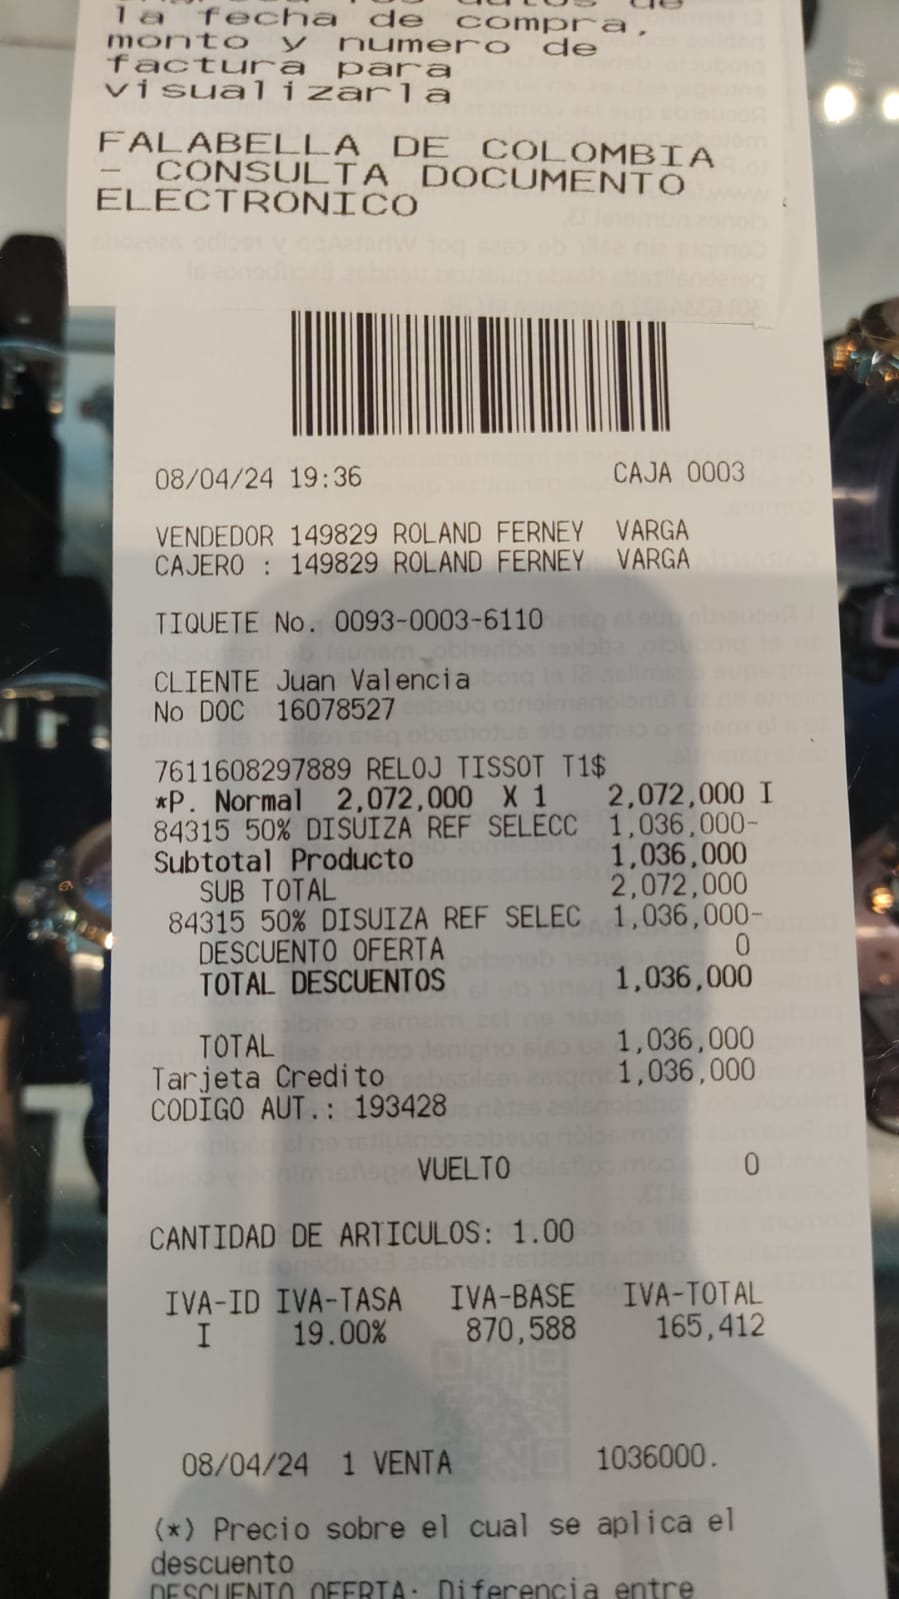 la fecha de compra,
monto y numero de
factura para
visualizarla
FALABELLA DE COLOMBIA
- CONSULTA DOCUMENTO
ELECTRONICO
08/04/24 19:36 CAJA 0003
VENDEDOR 149829 ROLAND FERNEY VARGA
CAJERO : 149829 ROLAND FERNEY VARGA
TIQUETE No. 0093-0003-6110
CLIENTE Juan Valencia
No DOC 16078527
7611608297889 RELOJ TISSOT T1$
*P. Normal 2,072,000 X 1 2,072,000 I
84315 50% DISUIZA REF SELECC 1,036,000-
Subtotal Producto 1,036,000
SUB TOTAL 2,072,000
84315 50% DISUIZA REF SELEC 1,036,000-
DESCUENTO OFERTA 0
TOTAL DESCUENTOS 1,036,000
TOTAL 1,036,000
Tarjeta Credito 1,036,000
CODIGO AUT.: 193428
VUELTO 0
CANTIDAD DE ARTICULOS: 1.00
IVA-ID IVA-TASA IVA-BASE IVA-TOTAL
I 19.00% 870,588 165,412
08/04/24 1 VENTA 1036000.
(*) Precio sobre el cual se aplica el
descuento
DESCUENTO OFERTA: Diferencia entre